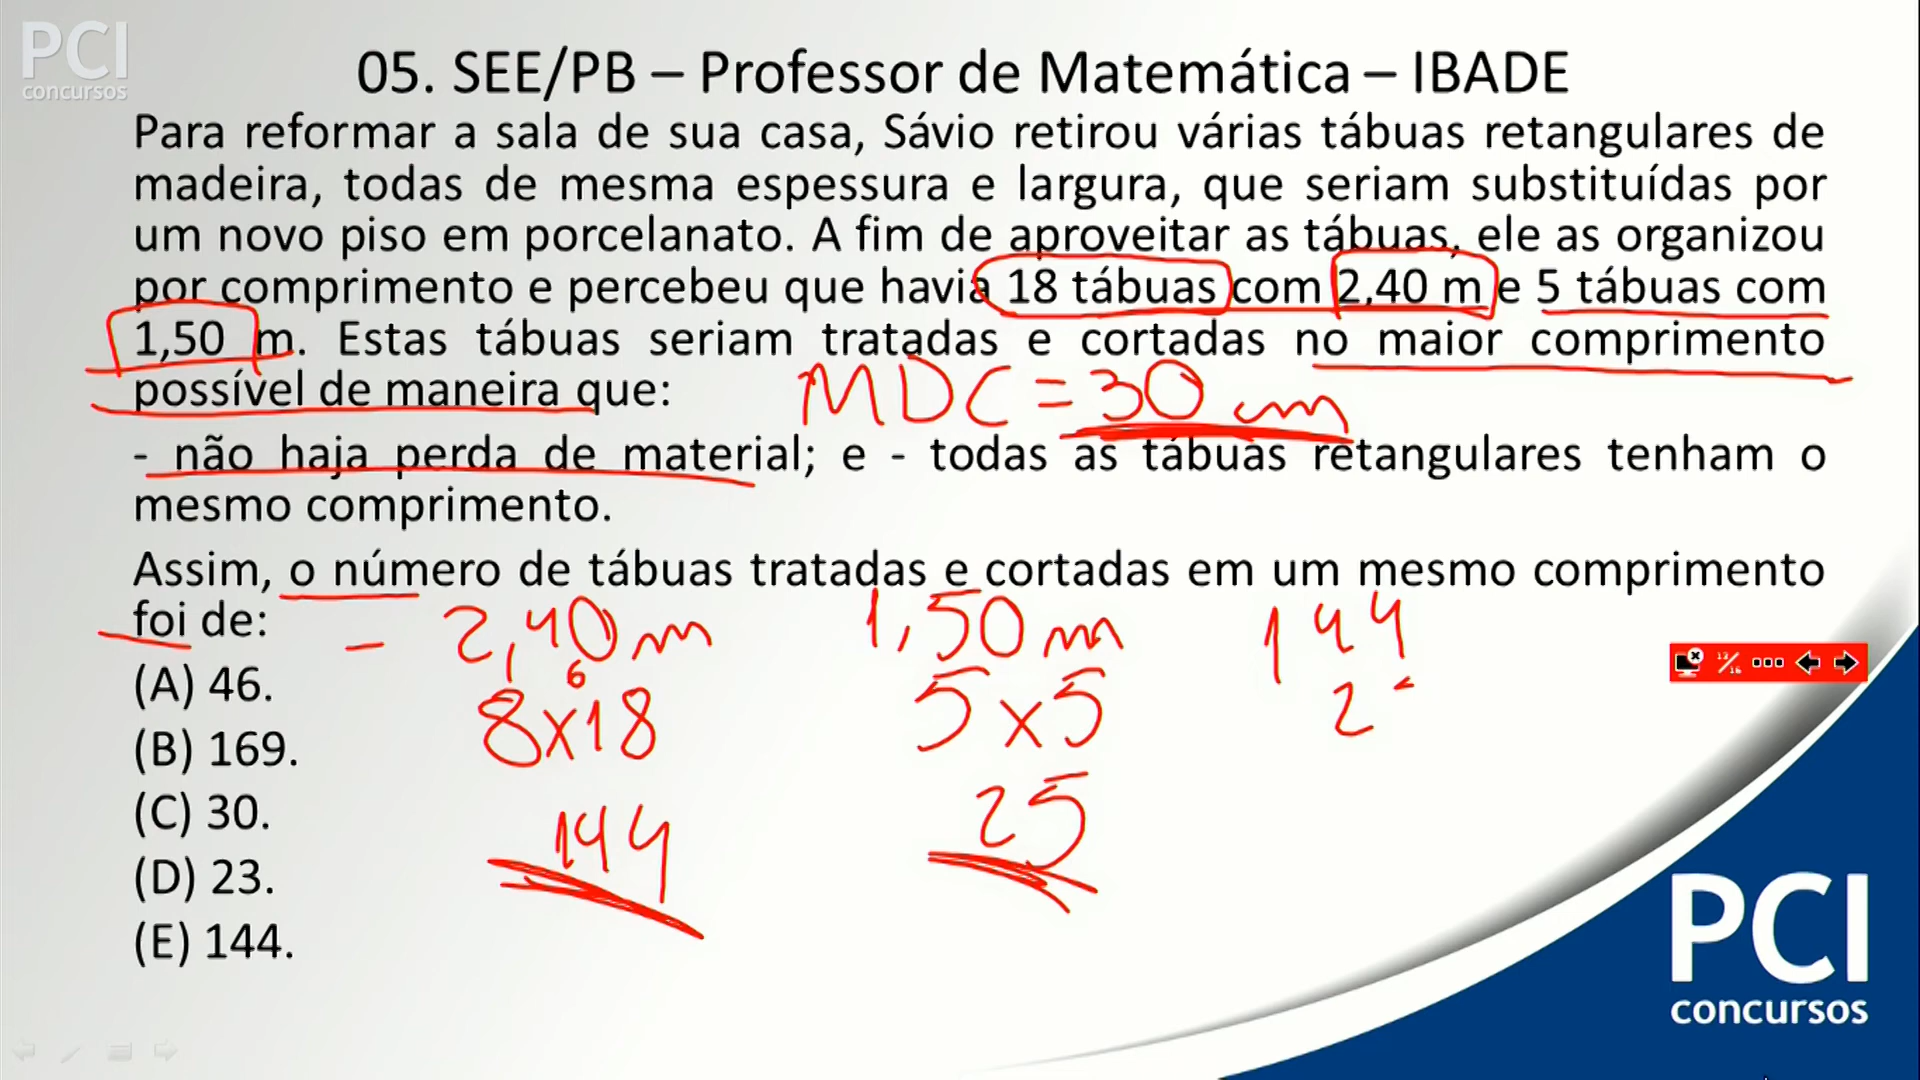 PCI
concursos
05. SEE/PB – Professor de Matemática – IBADE
Para reformar a sala de sua casa, Sávio retirou várias tábuas retangulares de
madeira, todas de mesma espessura e largura, que seriam substituídas por
um novo piso em porcelanato. A fim de aproveitar as tábuas, ele as organizou
por comprimento e percebeu que havia 18 tábuas com 2,40 m e 5 tábuas com
1,50 m. Estas tábuas seriam tratadas e cortadas no maior comprimento
possível de maneira que:
MDC = 30 cm
- não haja perda de material; e - todas as tábuas retangulares tenham o
mesmo comprimento.
Assim, o número de tábuas tratadas e cortadas em um mesmo comprimento
foi de:
- 2,40 m 1,50 m 144
6
8x18 5x5 2
144 25
(A) 46.
(B) 169.
(C) 30.
(D) 23.
(E) 144.
PCI
concursos